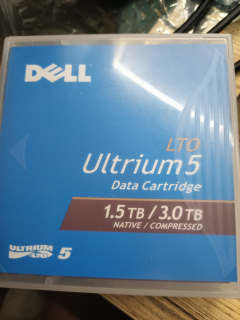 DELL
LTO
Ultrium5
Data Cartridge
1.5 TB / 3.0 TB
NATIVE / COMPRESSED
ULTRIUM
LTO
5